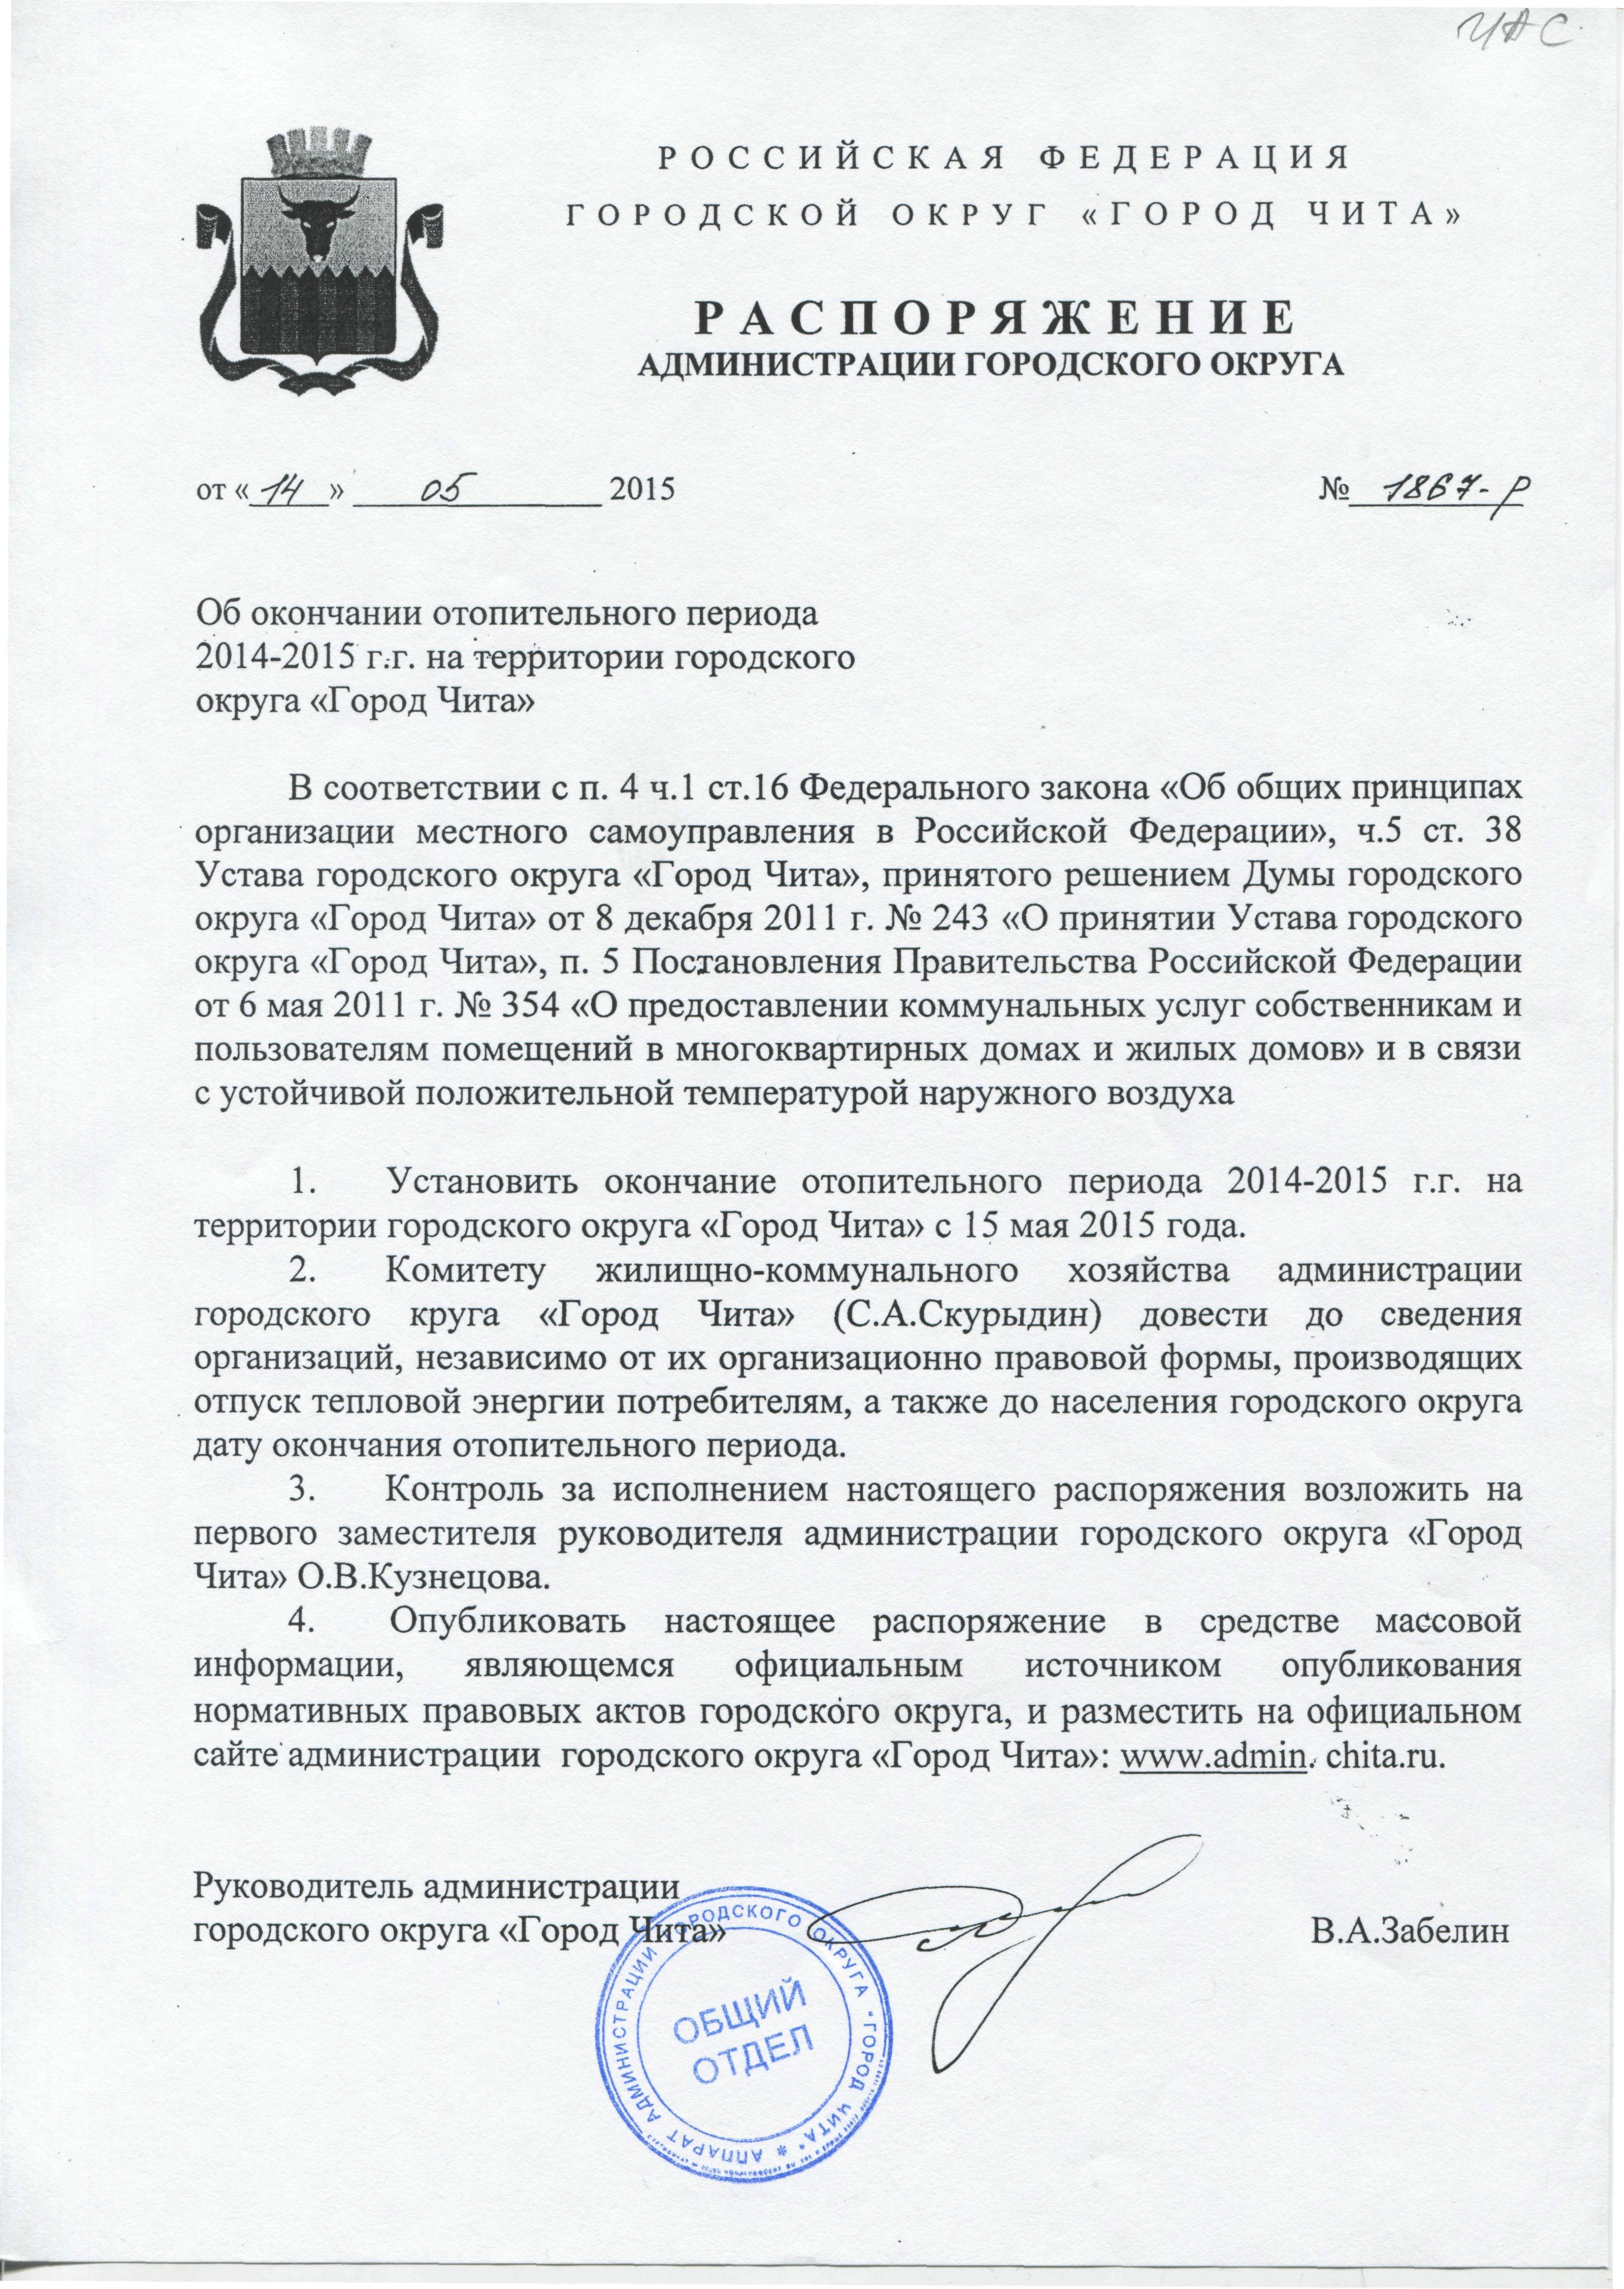 ЧАС
РОССИЙСКАЯ ФЕДЕРАЦИЯ
ГОРОДСКОЙ ОКРУГ «ГОРОД ЧИТА»
РАСПОРЯЖЕНИЕ
АДМИНИСТРАЦИИ ГОРОДСКОГО ОКРУГА
от «14» 05 2015
№ 1867-р
Об окончании отопительного периода
2014-2015 г.г. на территории городского
округа «Город Чита»
В соответствии с п. 4 ч.1 ст.16 Федерального закона «Об общих принципах
организации местного самоуправления в Российской Федерации», ч.5 ст. 38
Устава городского округа «Город Чита», принятого решением Думы городского
округа «Город Чита» от 8 декабря 2011 г. № 243 «О принятии Устава городского
округа «Город Чита», п. 5 Постановления Правительства Российской Федерации
от 6 мая 2011 г. № 354 «О предоставлении коммунальных услуг собственникам и
пользователям помещений в многоквартирных домах и жилых домов» и в связи
с устойчивой положительной температурой наружного воздуха
1. Установить окончание отопительного периода 2014-2015 г.г. на
территории городского округа «Город Чита» с 15 мая 2015 года.
2. Комитету жилищно-коммунального хозяйства администрации
городского круга «Город Чита» (С.А.Скурыдин) довести до сведения
организаций, независимо от их организационно правовой формы, производящих
отпуск тепловой энергии потребителям, а также до населения городского округа
дату окончания отопительного периода.
3. Контроль за исполнением настоящего распоряжения возложить на
первого заместителя руководителя администрации городского округа «Город
Чита» О.В.Кузнецова.
4. Опубликовать настоящее распоряжение в средстве массовой
информации, являющемся официальным источником опубликования
нормативных правовых актов городского округа, и разместить на официальном
сайте администрации городского округа «Город Чита»: www.admin. chita.ru.
Руководитель администрации
городского округа «Город Чита»
В.А.Забелин
АППАРАТ АДМИНИСТРАЦИИ ГОРОДСКОГО ОКРУГА "ГОРОД ЧИТА" *
ОБЩИЙ
ОТДЕЛ